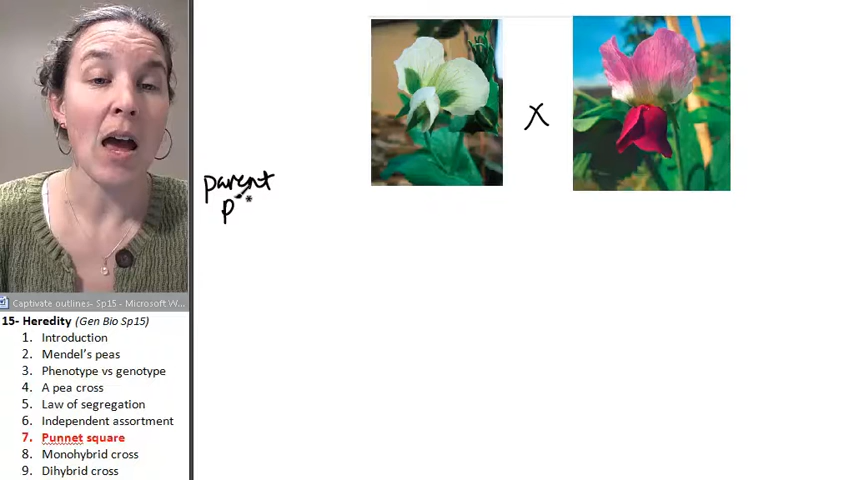 X
parent
P
Captivate outlines- Sp15 - Microsoft W...
15- Heredity (Gen Bio Sp15)
1. Introduction
2. Mendel's peas
3. Phenotype vs genotype
4. A pea cross
5. Law of segregation
6. Independent assortment
7. Punnet square
8. Monohybrid cross
9. Dihybrid cross